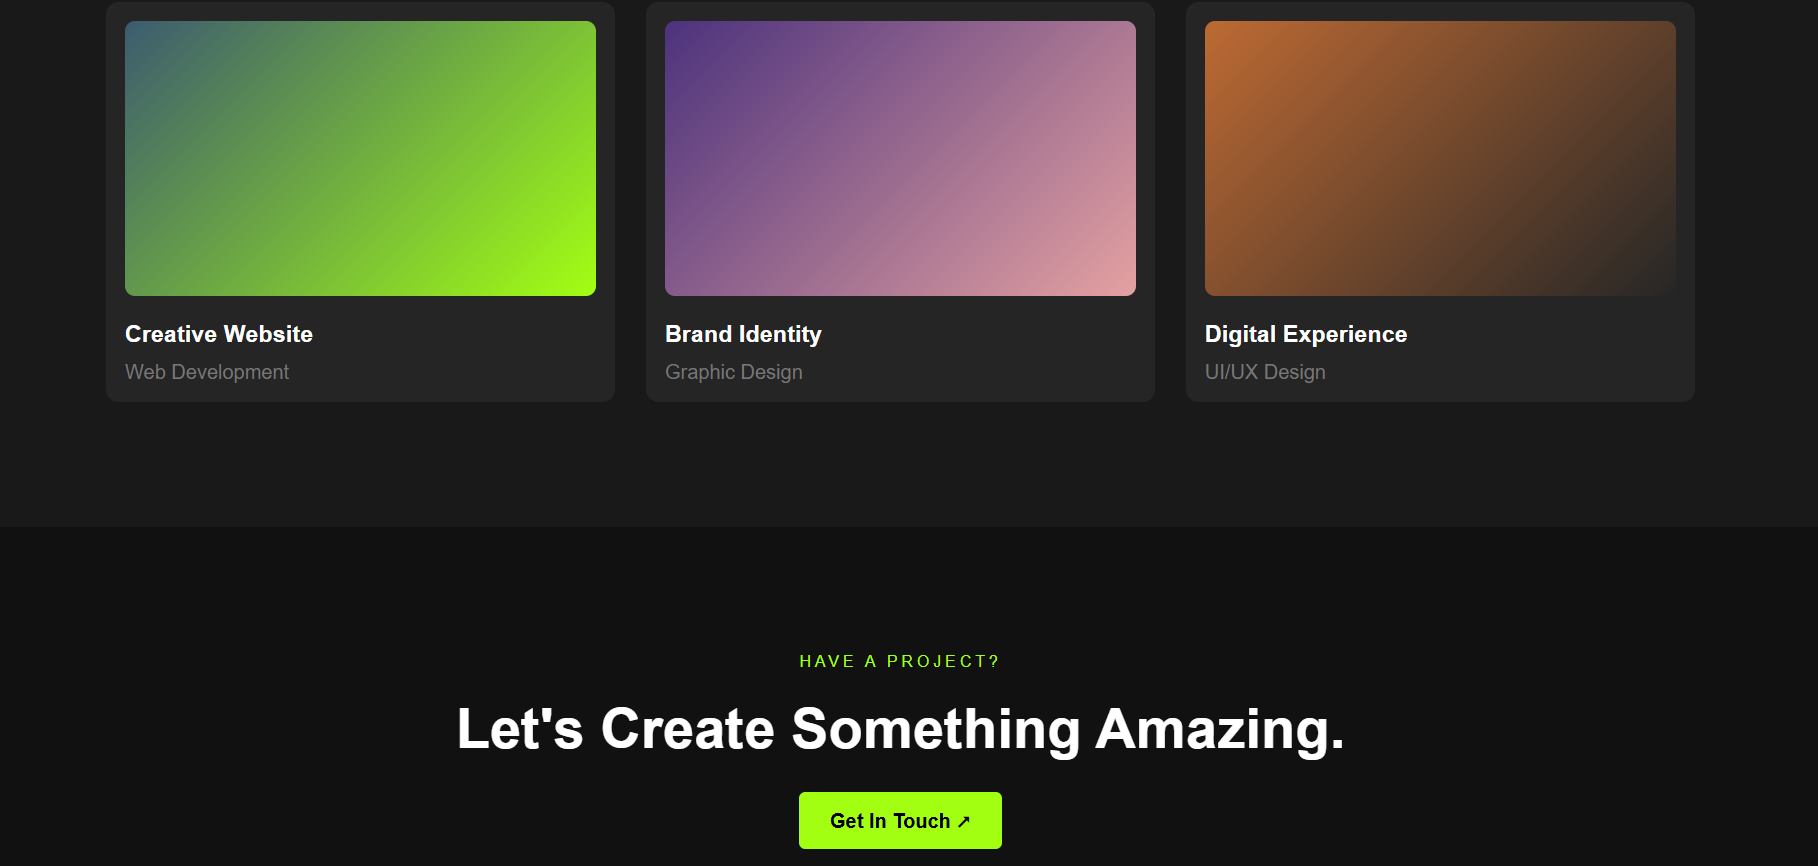 Creative Website
Web Development
Brand Identity
Graphic Design
Digital Experience
UI/UX Design
HAVE A PROJECT?
Let's Create Something Amazing.
Get In Touch ↗